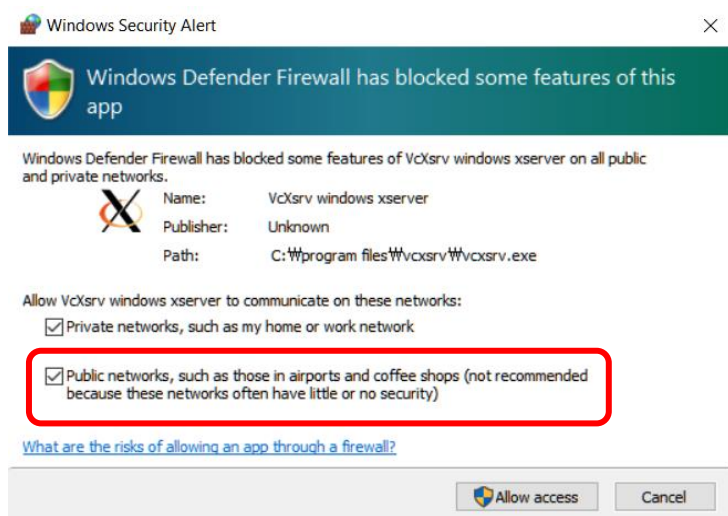 Windows Security Alert
Windows Defender Firewall has blocked some features of this
app
Windows Defender Firewall has blocked some features of VcXsrv windows xserver on all public
and private networks.
Name: VcXsrv windows xserver
Publisher: Unknown
Path: C:₩program files₩vcxsrv₩vcxsrv.exe
Allow VcXsrv windows xserver to communicate on these networks:
Private networks, such as my home or work network
Public networks, such as those in airports and coffee shops (not recommended
because these networks often have little or no security)
What are the risks of allowing an app through a firewall?
Allow access Cancel